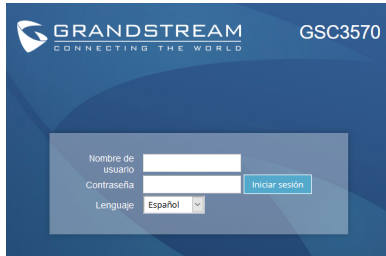 GRANDSTREAM
CONNECTING THE WORLD
GSC3570
Nombre de
usuario
Contraseña
Iniciar sesión
Lenguaje
Español